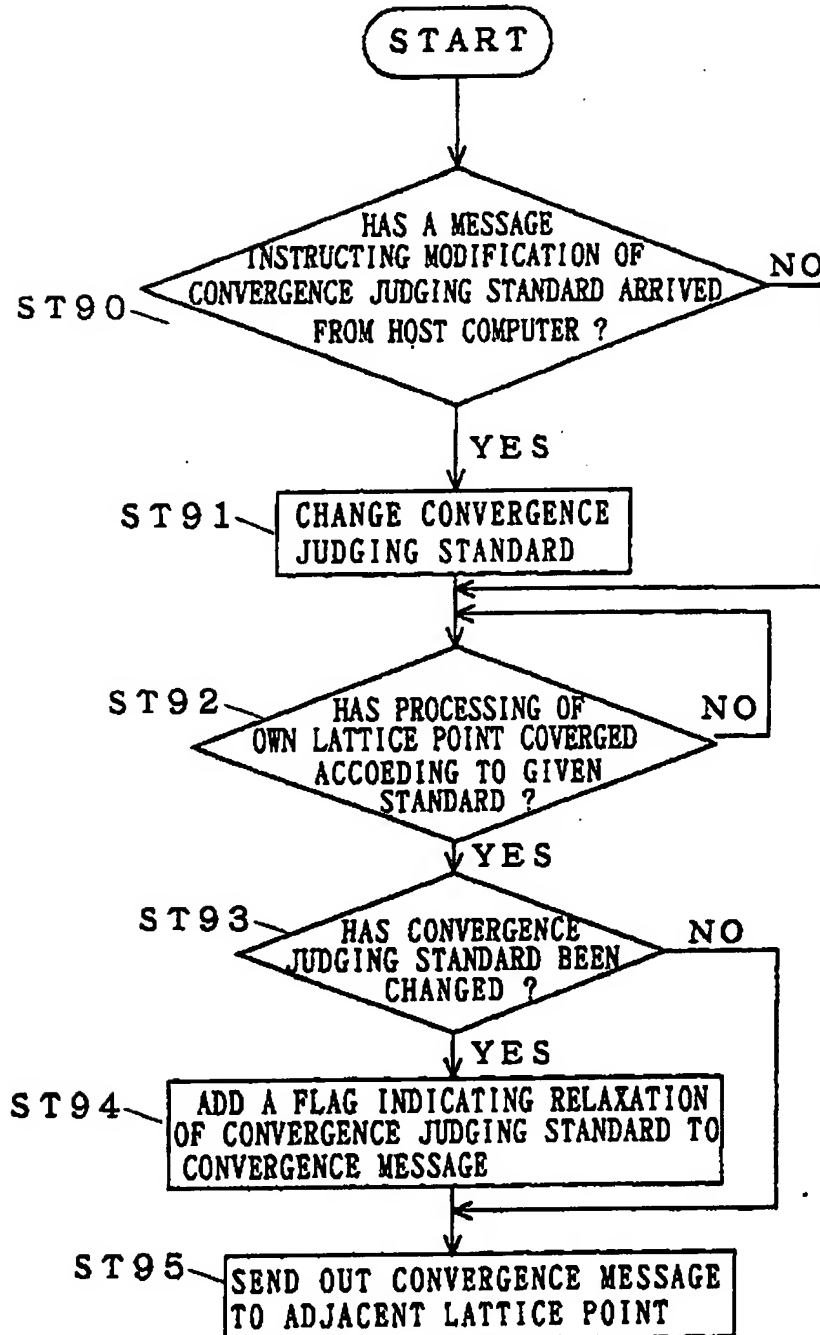 START
HAS A MESSAGE
INSTRUCTING MODIFICATION OF
CONVERGENCE JUDGING STANDARD ARRIVED
FROM HOST COMPUTER ?
NO
ST90
YES
ST91
CHANGE CONVERGENCE
JUDGING STANDARD
ST92
HAS PROCESSING OF
OWN LATTICE POINT COVERGED
ACCOEDING TO GIVEN
STANDARD ?
NO
YES
ST93
HAS CONVERGENCE
JUDGING STANDARD BEEN
CHANGED ?
NO
YES
ST94
ADD A FLAG INDICATING RELAXATION
OF CONVERGENCE JUDGING STANDARD TO
CONVERGENCE MESSAGE
ST95
SEND OUT CONVERGENCE MESSAGE
TO ADJACENT LATTICE POINT